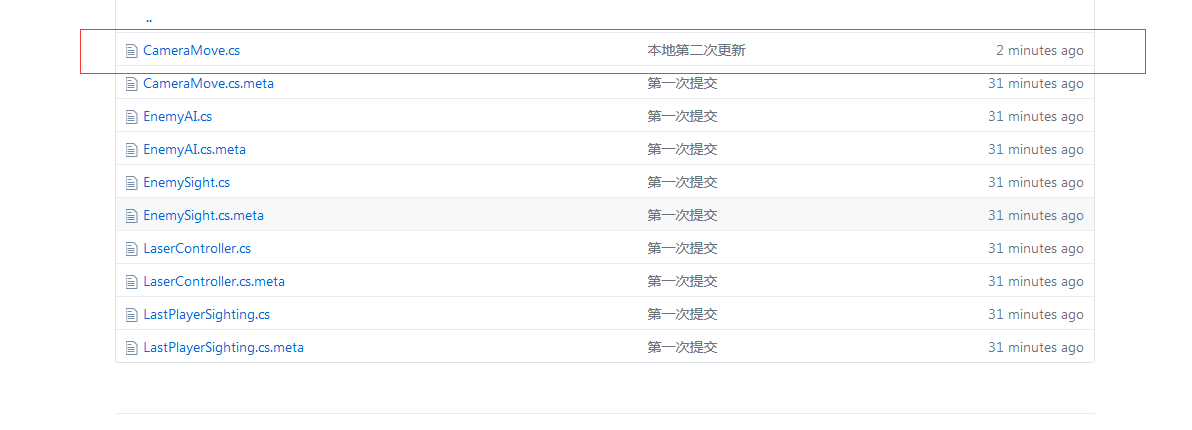 ..
CameraMove.cs 本地第二次更新 2 minutes ago
CameraMove.cs.meta 第一次提交 31 minutes ago
EnemyAI.cs 第一次提交 31 minutes ago
EnemyAI.cs.meta 第一次提交 31 minutes ago
EnemySight.cs 第一次提交 31 minutes ago
EnemySight.cs.meta 第一次提交 31 minutes ago
LaserController.cs 第一次提交 31 minutes ago
LaserController.cs.meta 第一次提交 31 minutes ago
LastPlayerSighting.cs 第一次提交 31 minutes ago
LastPlayerSighting.cs.meta 第一次提交 31 minutes ago